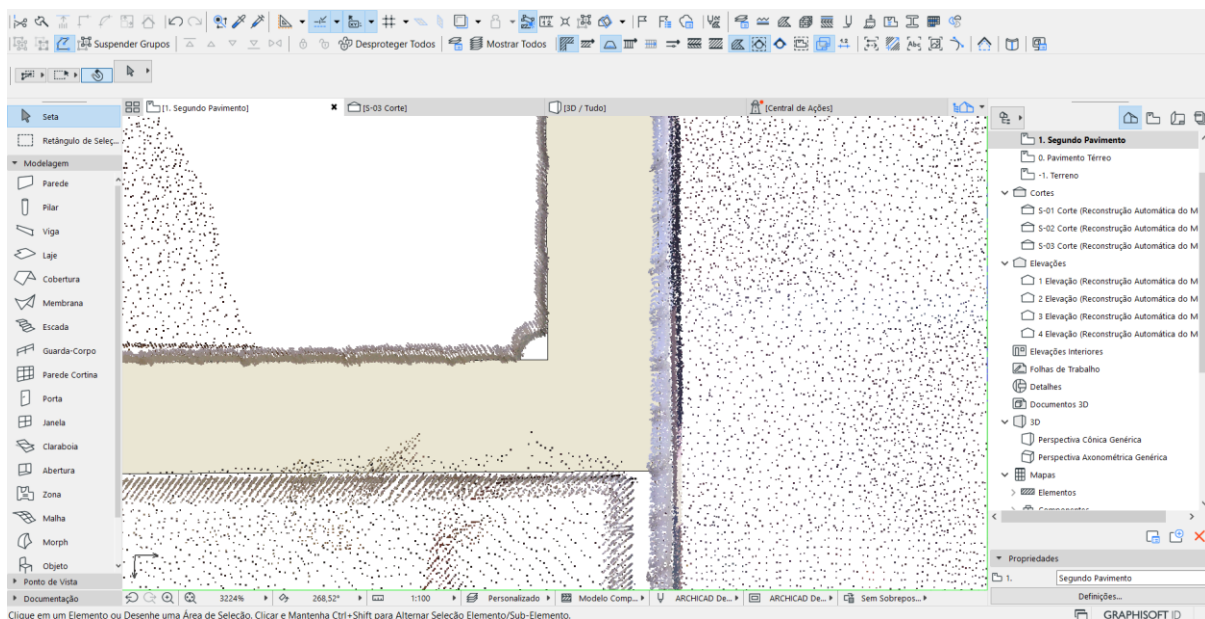 Suspender Grupos
Desproteger Todos
Mostrar Todos
1.2
Abc
[1. Segundo Pavimento]
[S-03 Corte]
[3D / Tudo]
[Central de Ações]
Seta
Retângulo de Seleç...
Modelagem
Parede
Pilar
Viga
Laje
Cobertura
Membrana
Escada
Guarda-Corpo
Parede Cortina
Porta
Janela
Claraboia
Abertura
Zona
Malha
Morph
Objeto
Ponto de Vista
Documentação
1. Segundo Pavimento
0. Pavimento Térreo
-1. Terreno
Cortes
S-01 Corte (Reconstrução Automática do M
S-02 Corte (Reconstrução Automática do M
S-03 Corte (Reconstrução Automática do M
Elevações
1 Elevação (Reconstrução Automática do M
2 Elevação (Reconstrução Automática do M
3 Elevação (Reconstrução Automática do M
4 Elevação (Reconstrução Automática do M
Elevações Interiores
Folhas de Trabalho
Detalhes
Documentos 3D
3D
Perspectiva Cônica Genérica
Perspectiva Axonométrica Genérica
Mapas
Elementos
Componentes
Propriedades
1. Segundo Pavimento
Definições...
3224% 268,52° 1:100 Personalizado Modelo Comp... ARCHICAD De... ARCHICAD De... Sem Sobrepos...
Clique em um Elemento ou Desenhe uma Área de Seleção. Clicar e Mantenha Ctrl+Shift para Alternar Seleção Elemento/Sub-Elemento.
GRAPHISOFT ID